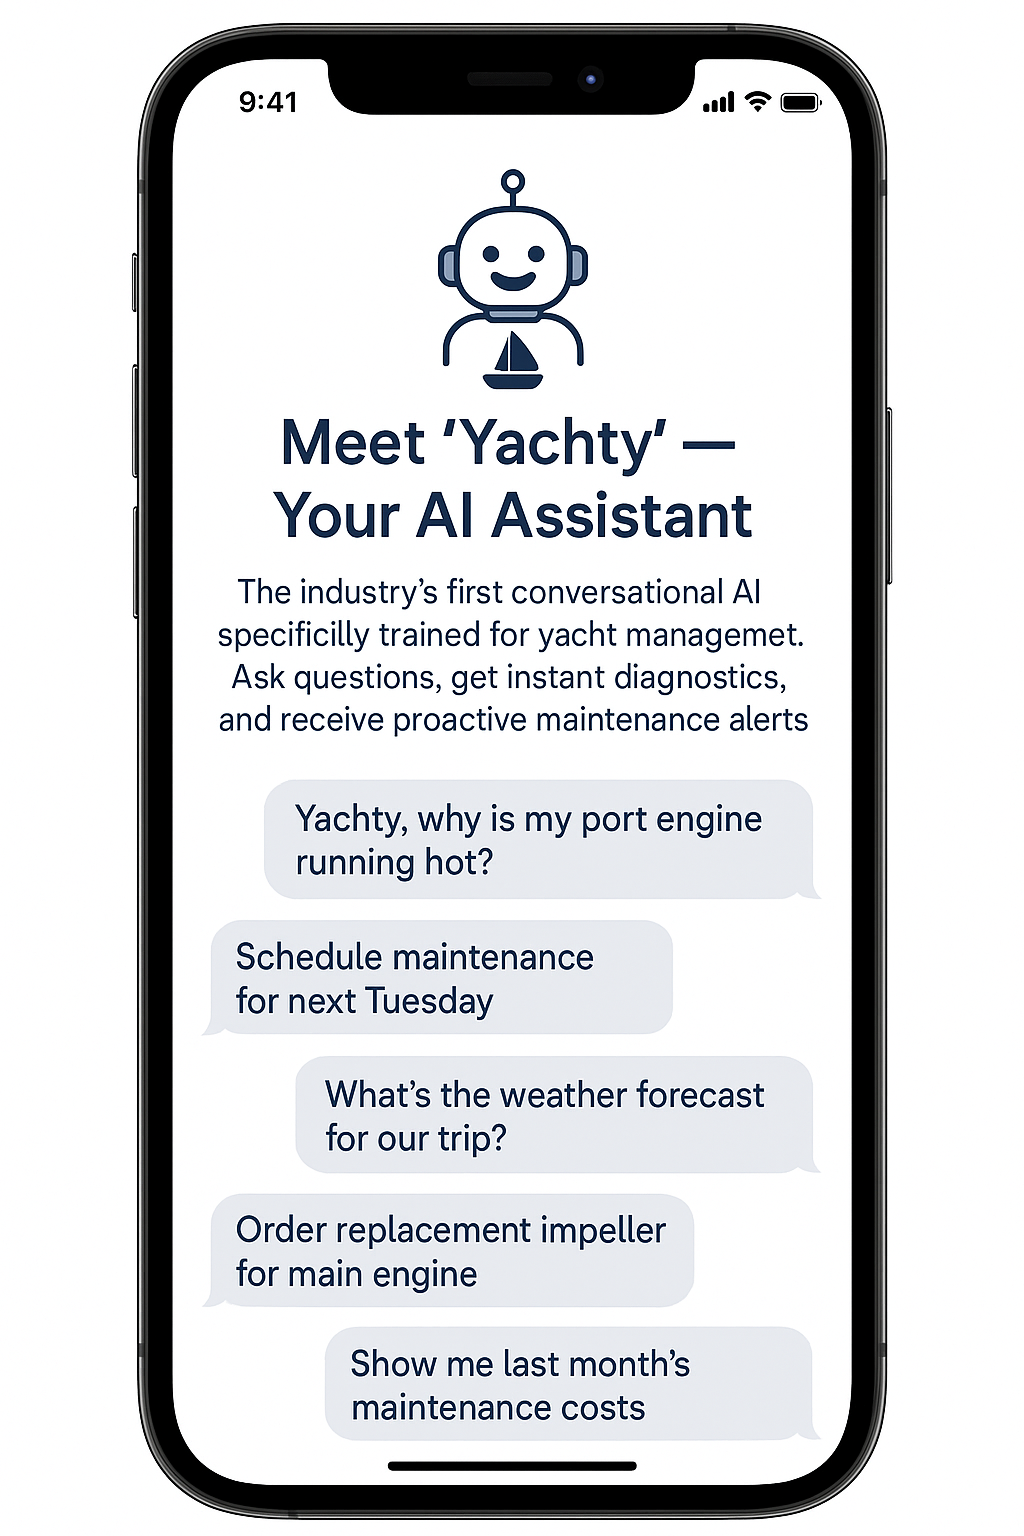 9:41
Meet ‘Yachty’ —
Your AI Assistant
The industry’s first conversational AI
specificilly trained for yacht managemet.
Ask questions, get instant diagnostics,
and receive proactive maintenance alerts
Yachty, why is my port engine
running hot?
Schedule maintenance
for next Tuesday
What’s the weather forecast
for our trip?
Order replacement impeller
for main engine
Show me last month’s
maintenance costs